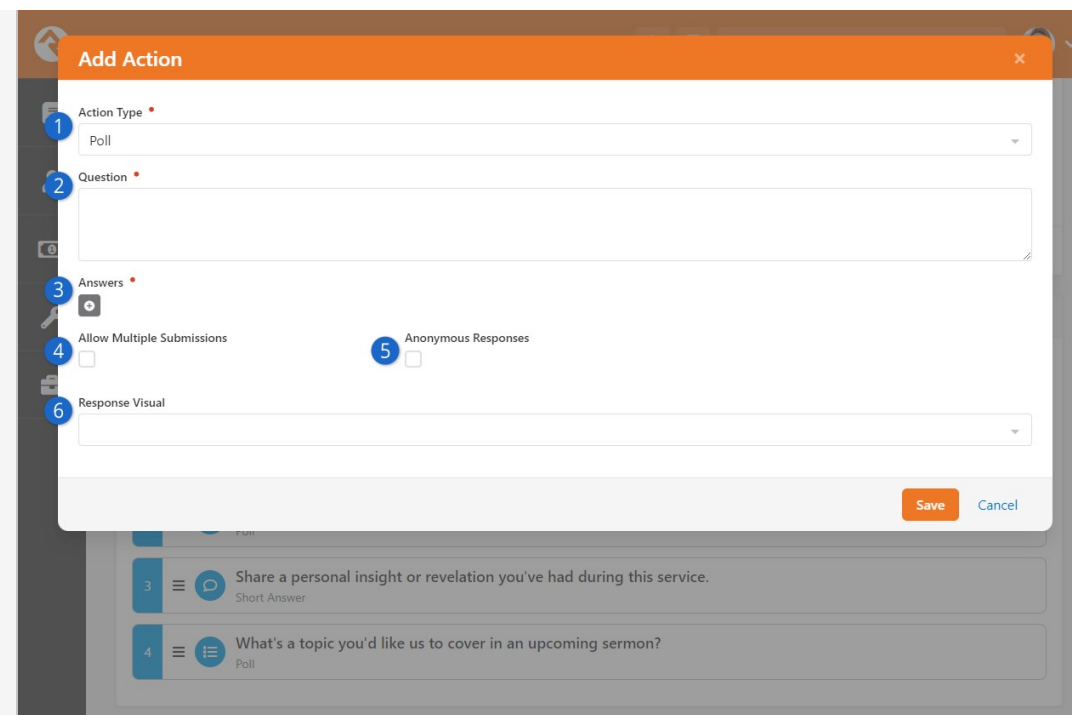 Add Action
×
1
Action Type •
Poll
2
Question •
3
Answers •
4
Allow Multiple Submissions
5
Anonymous Responses
6
Response Visual
Save Cancel
Poll
3
Share a personal insight or revelation you've had during this service.
Short Answer
4
What's a topic you'd like us to cover in an upcoming sermon?
Poll